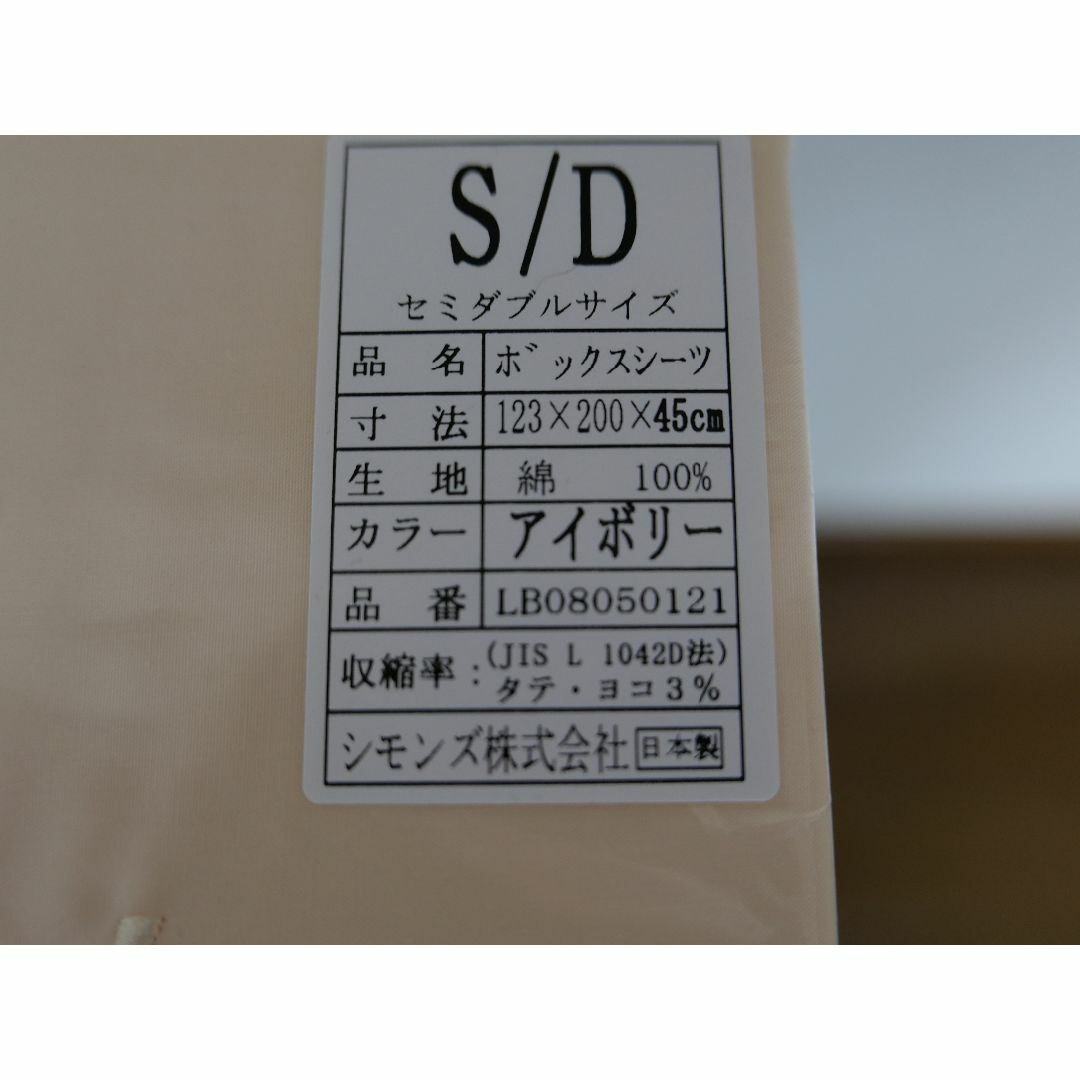 S/D
セミダブルサイズ
品名 ボックスシーツ
寸法 123×200×45cm
生地 綿 100%
カラー アイボリー
品番 LB08050121
収縮率: (JIS L 1042D法)
タテ・ヨコ3%
シモンズ株式会社 日本製